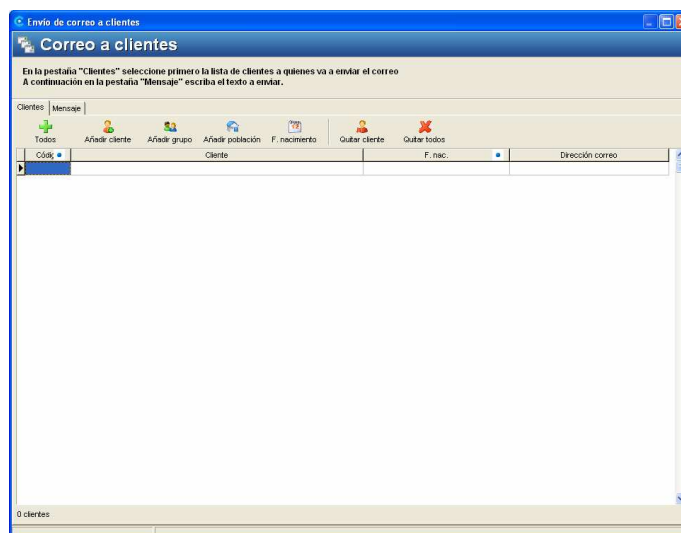 Envío de correo a clientes
Correo a clientes
En la pestaña "Clientes" seleccione primero la lista de clientes a quienes va a enviar el correo
A continuación en la pestaña "Mensaje" escriba el texto a enviar.
Clientes Mensaje
Todos Añadir cliente Añadir grupo Añadir población F. nacimiento Quitar cliente Quitar todos
Códig Cliente F. nac. Dirección correo
0 clientes